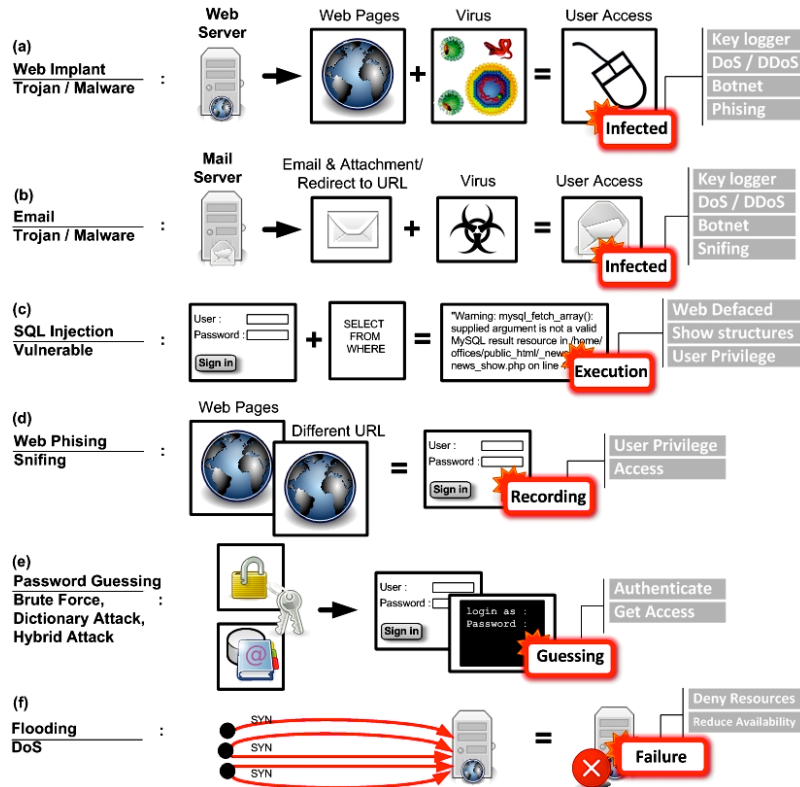 Web
Server
Web Pages
Virus
User Access
(a)
Web Implant
Trojan / Malware
:
Infected
Key logger
DoS / DDoS
Botnet
Phising
Mail
Server
Email & Attachment/
Redirect to URL
Virus
User Access
(b)
Email
Trojan / Malware
:
Infected
Key logger
DoS / DDoS
Botnet
Snifing
(c)
SQL Injection
Vulnerable
:
User :
Password :
Sign in
SELECT
FROM
WHERE
"Warning: mysql_fetch_array():
supplied argument is not a valid
MySQL result resource in /home/
offices/public_html/_news
news_show.php on line
Execution
Web Defaced
Show structures
User Privilege
(d)
Web Phising
Snifing
:
Web Pages
Different URL
User :
Password :
Sign in
Recording
User Privilege
Access
(e)
Password Guessing
Brute Force,
Dictionary Attack,
Hybrid Attack
:
@
User :
Password :
Sign in
login as :
Password :
Guessing
Authenticate
Get Access
(f)
Flooding
DoS
:
SYN
SYN
SYN
Failure
Deny Resources
Reduce Availability